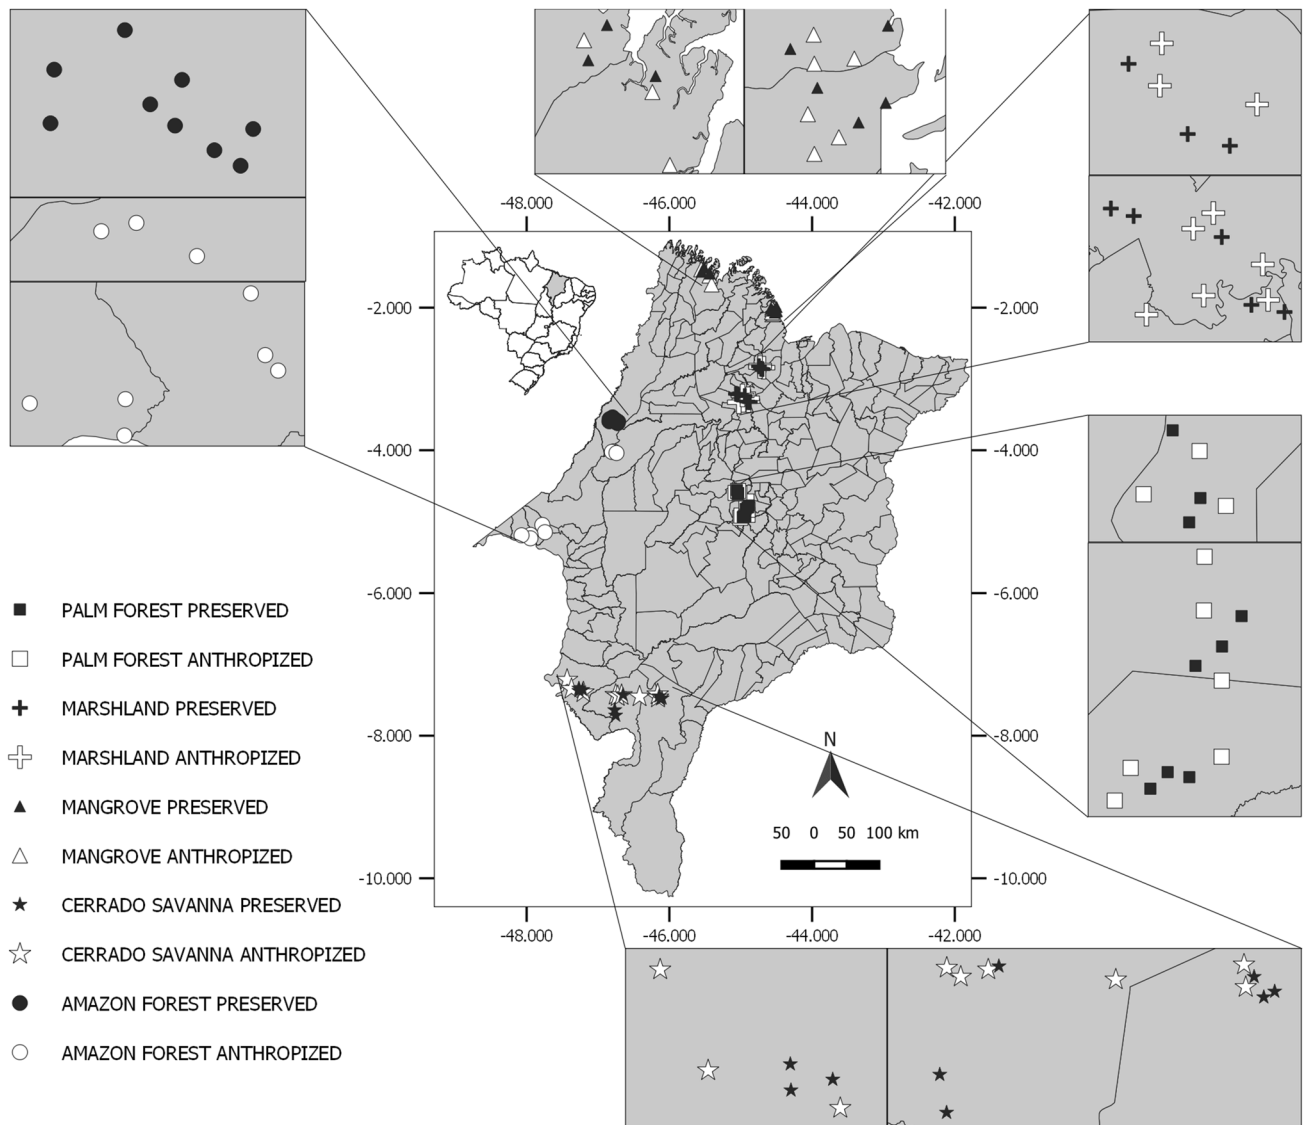 -48.000 -46.000 -44.000 -42.000
-2.000 -2.000
-4.000 -4.000
-6.000 -6.000
-8.000 -8.000
N
50 0 50 100 km
-10.000 -10.000
-48.000 -46.000 -44.000 -42.000
PALM FOREST PRESERVED
PALM FOREST ANTHROPIZED
MARSHLAND PRESERVED
MARSHLAND ANTHROPIZED
MANGROVE PRESERVED
MANGROVE ANTHROPIZED
CERRADO SAVANNA PRESERVED
CERRADO SAVANNA ANTHROPIZED
AMAZON FOREST PRESERVED
AMAZON FOREST ANTHROPIZED